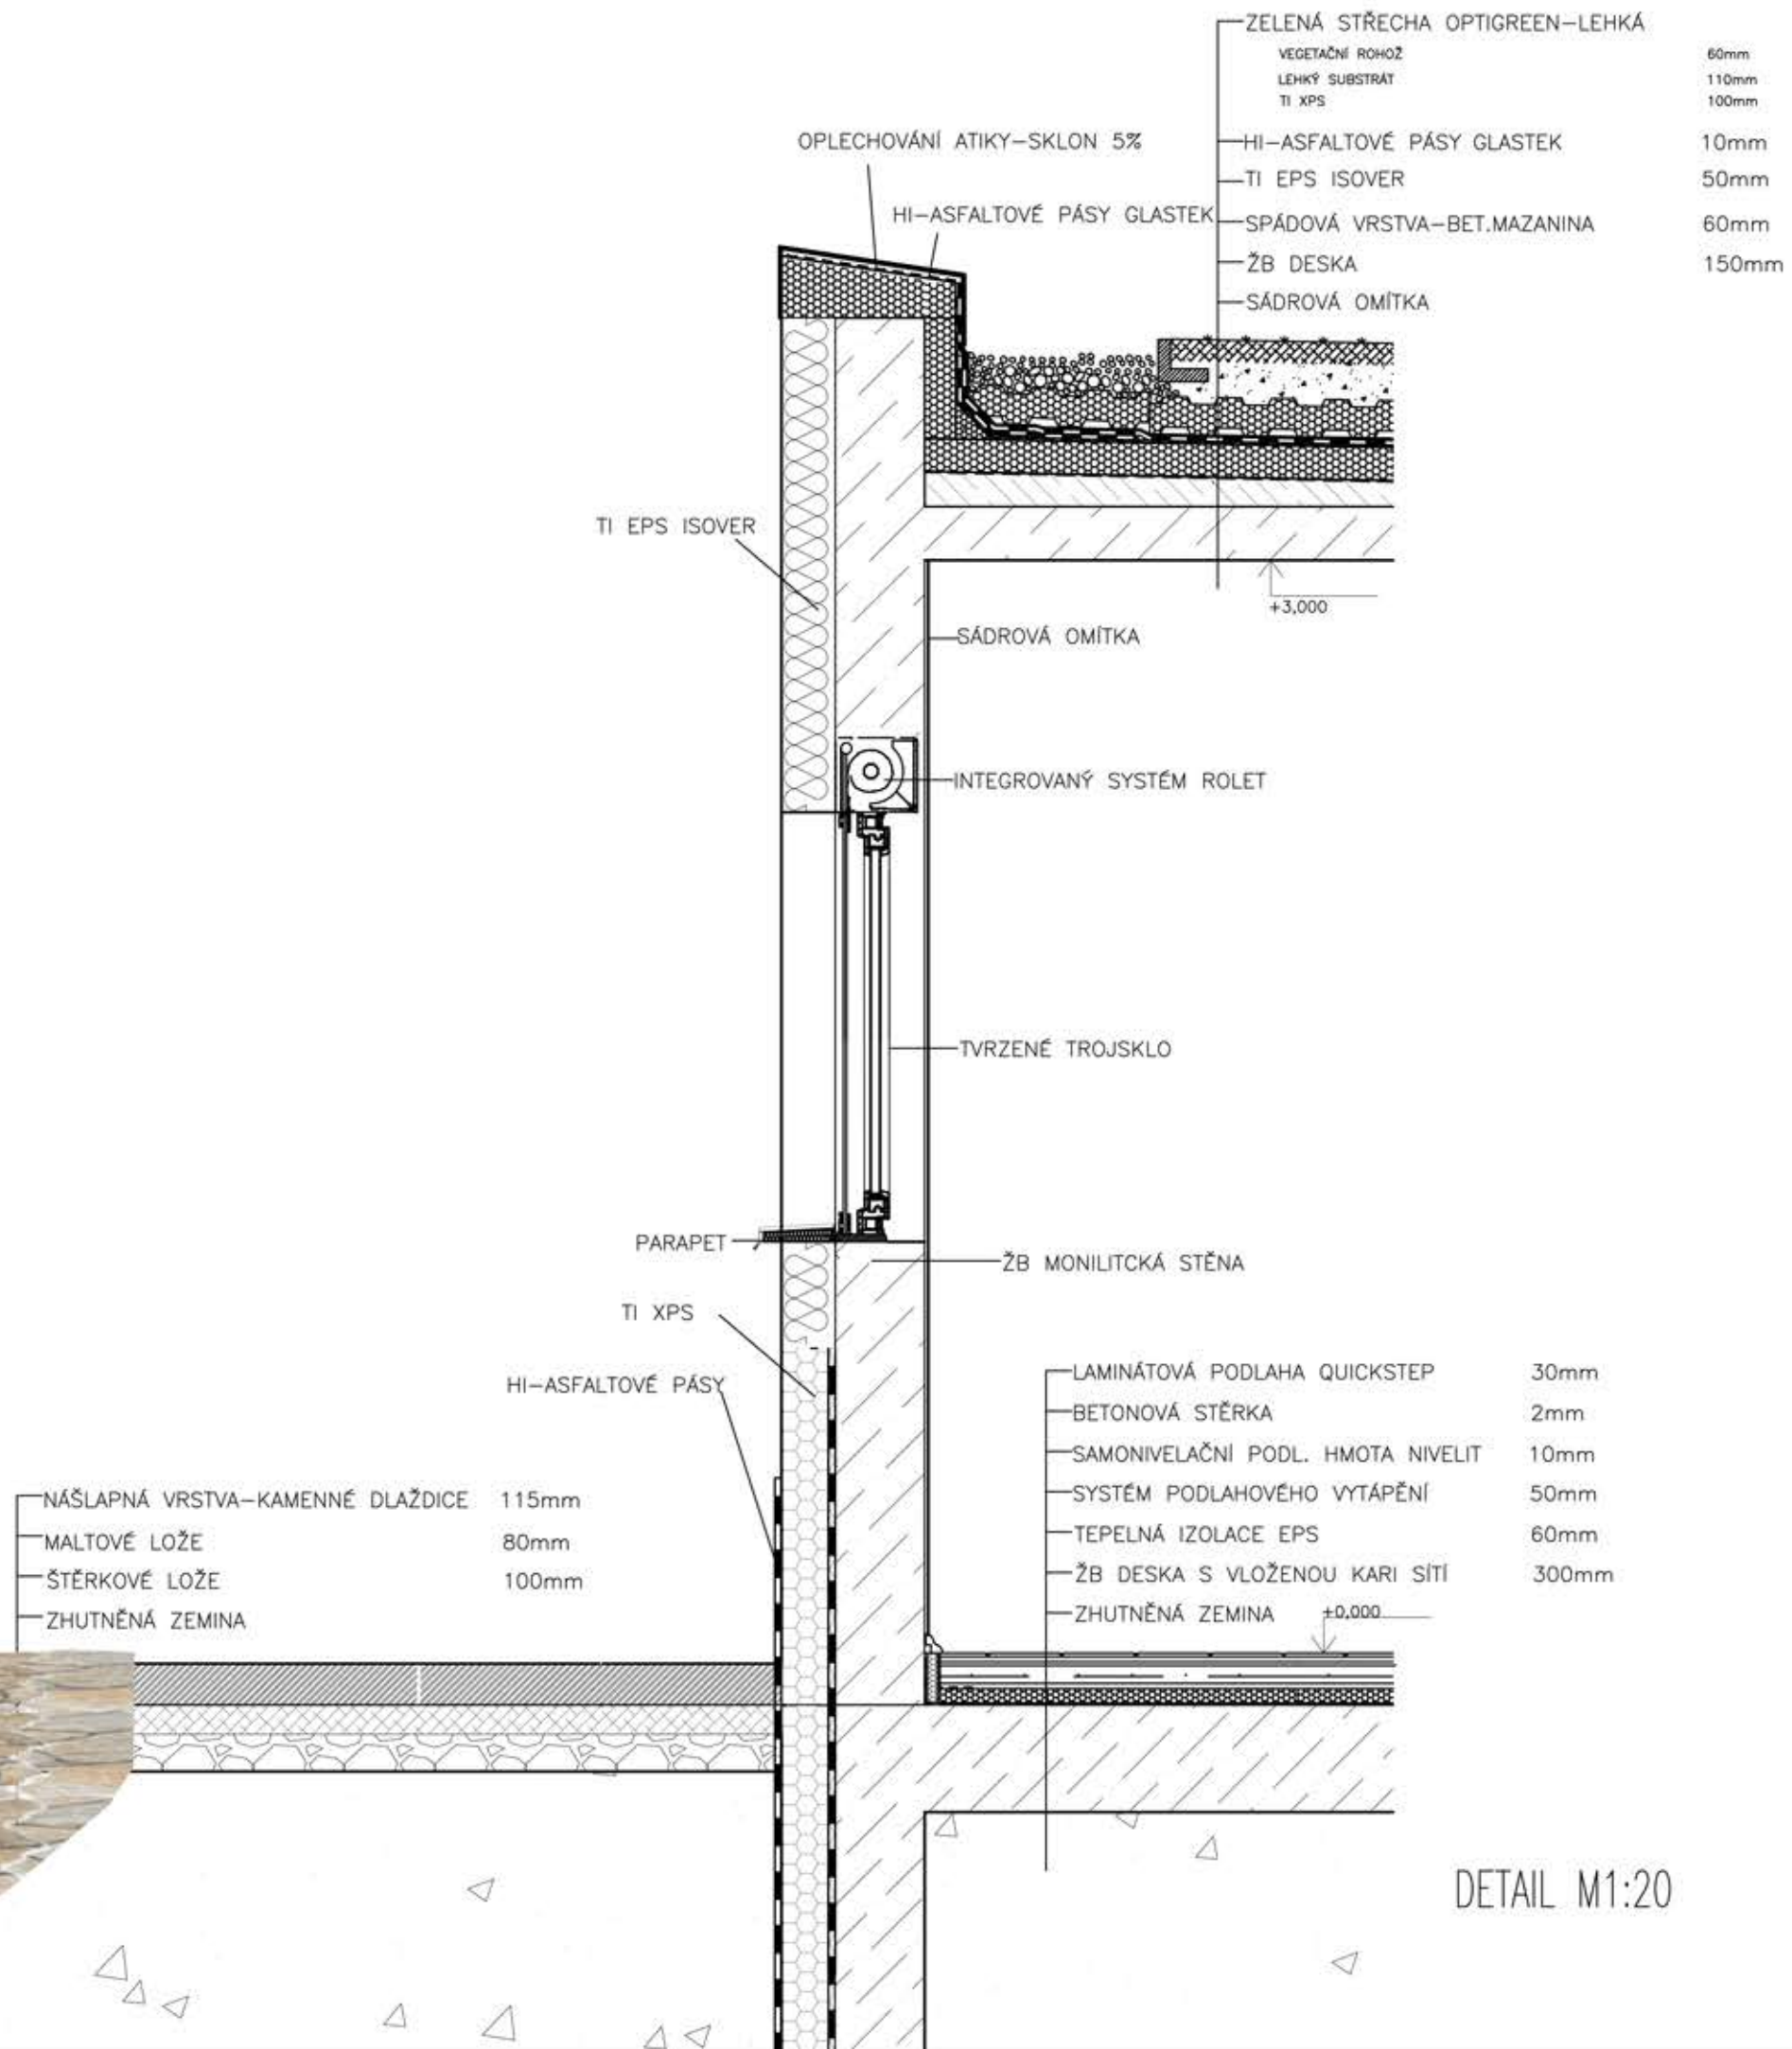 ZELENÁ STŘECHA OPTIGREEN-LEHKÁ
VEGETAČNÍ ROHOŽ 60mm
LEHKÝ SUBSTRÁT 110mm
TI XPS 100mm
HI-ASFALTOVÉ PÁSY GLASTEK 10mm
TI EPS ISOVER 50mm
SPÁDOVÁ VRSTVA-BET.MAZANINA 60mm
ŽB DESKA 150mm
SÁDROVÁ OMÍTKA
OPLECHOVÁNÍ ATIKY-SKLON 5%
HI-ASFALTOVÉ PÁSY GLASTEK
TI EPS ISOVER
+3,000
SÁDROVÁ OMÍTKA
INTEGROVANÝ SYSTÉM ROLET
TVRZENÉ TROJSKLO
PARAPET
ŽB MONILITCKÁ STĚNA
TI XPS
HI-ASFALTOVÉ PÁSY
LAMINÁTOVÁ PODLAHA QUICKSTEP 30mm
BETONOVÁ STĚRKA 2mm
SAMONIVELAČNÍ PODL. HMOTA NIVELIT 10mm
SYSTÉM PODLAHOVÉHO VYTÁPĚNÍ 50mm
TEPELNÁ IZOLACE EPS 60mm
ŽB DESKA S VLOŽENOU KARI SÍTÍ 300mm
ZHUTNĚNÁ ZEMINA
+0,000
NÁŠLAPNÁ VRSTVA-KAMENNÉ DLAŽDICE 115mm
MALTOVÉ LOŽE 80mm
ŠTĚRKOVÉ LOŽE 100mm
ZHUTNĚNÁ ZEMINA
DETAIL M1:20